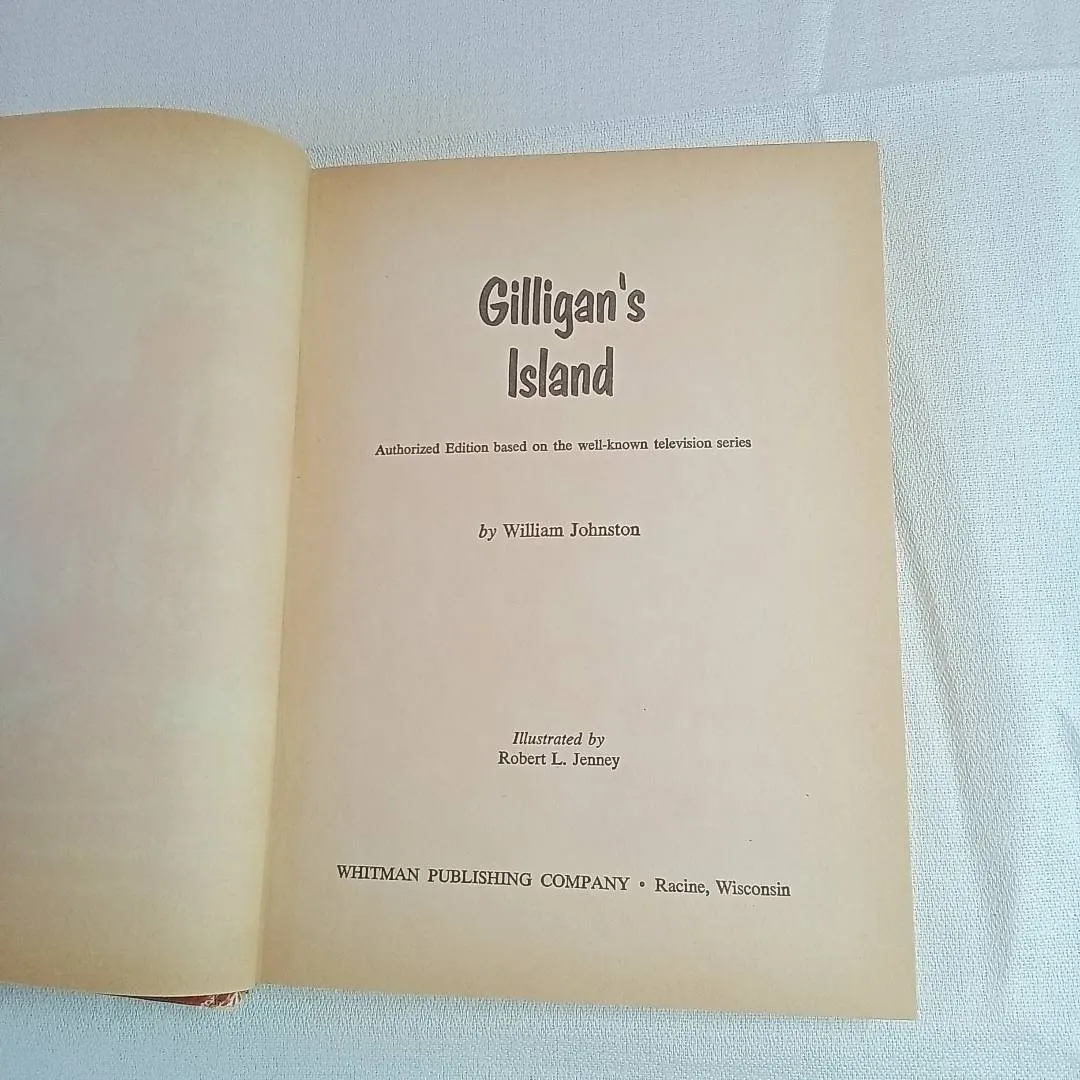 Gilligan's
Island
Authorized Edition based on the well-known television series
by William Johnston
Illustrated by
Robert L. Jenney
WHITMAN PUBLISHING COMPANY • Racine, Wisconsin